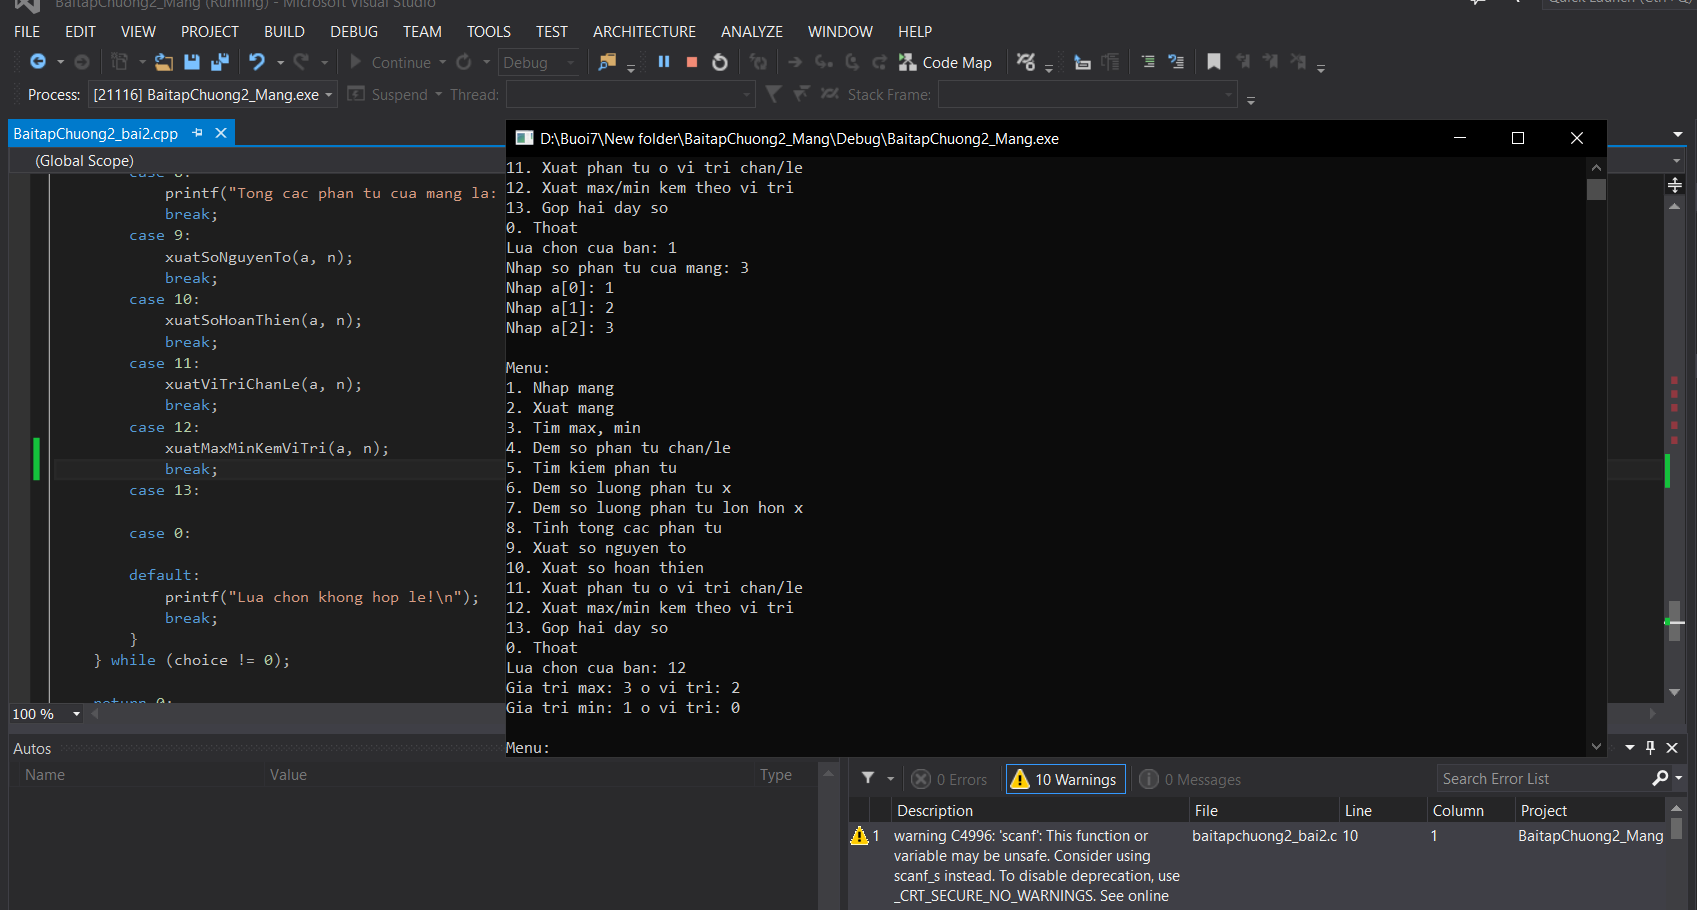 BaitapChuong2_Mang (Running) - Microsoft Visual Studio
FILE EDIT VIEW PROJECT BUILD DEBUG TEAM TOOLS TEST ARCHITECTURE ANALYZE WINDOW HELP
Continue Debug Code Map
Process: [21116] BaitapChuong2_Mang.exe Suspend Thread: Stack Frame:
BaitapChuong2_bai2.cpp
(Global Scope)
printf("Tong cac phan tu cua mang la:
break;
case 9:
xuatSoNguyenTo(a, n);
break;
case 10:
xuatSoHoanThien(a, n);
break;
case 11:
xuatViTriChanLe(a, n);
break;
case 12:
xuatMaxMinKemViTri(a, n);
break;
case 13:
case 0:
default:
printf("Lua chon khong hop le!\n");
break;
}
} while (choice != 0);
return 0;
100 %
D:\Buoi7\New folder\BaitapChuong2_Mang\Debug\BaitapChuong2_Mang.exe
11. Xuat phan tu o vi tri chan/le
12. Xuat max/min kem theo vi tri
13. Gop hai day so
0. Thoat
Lua chon cua ban: 1
Nhap so phan tu cua mang: 3
Nhap a[0]: 1
Nhap a[1]: 2
Nhap a[2]: 3
Menu:
1. Nhap mang
2. Xuat mang
3. Tim max, min
4. Dem so phan tu chan/le
5. Tim kiem phan tu
6. Dem so luong phan tu x
7. Dem so luong phan tu lon hon x
8. Tinh tong cac phan tu
9. Xuat so nguyen to
10. Xuat so hoan thien
11. Xuat phan tu o vi tri chan/le
12. Xuat max/min kem theo vi tri
13. Gop hai day so
0. Thoat
Lua chon cua ban: 12
Gia tri max: 3 o vi tri: 2
Gia tri min: 1 o vi tri: 0
Menu:
Autos
Name Value Type
0 Errors 10 Warnings 0 Messages Search Error List
Description File Line Column Project
1 warning C4996: 'scanf': This function or baitapchuong2_bai2.c 10 1 BaitapChuong2_Mang
variable may be unsafe. Consider using
scanf_s instead. To disable deprecation, use
_CRT_SECURE_NO_WARNINGS. See online